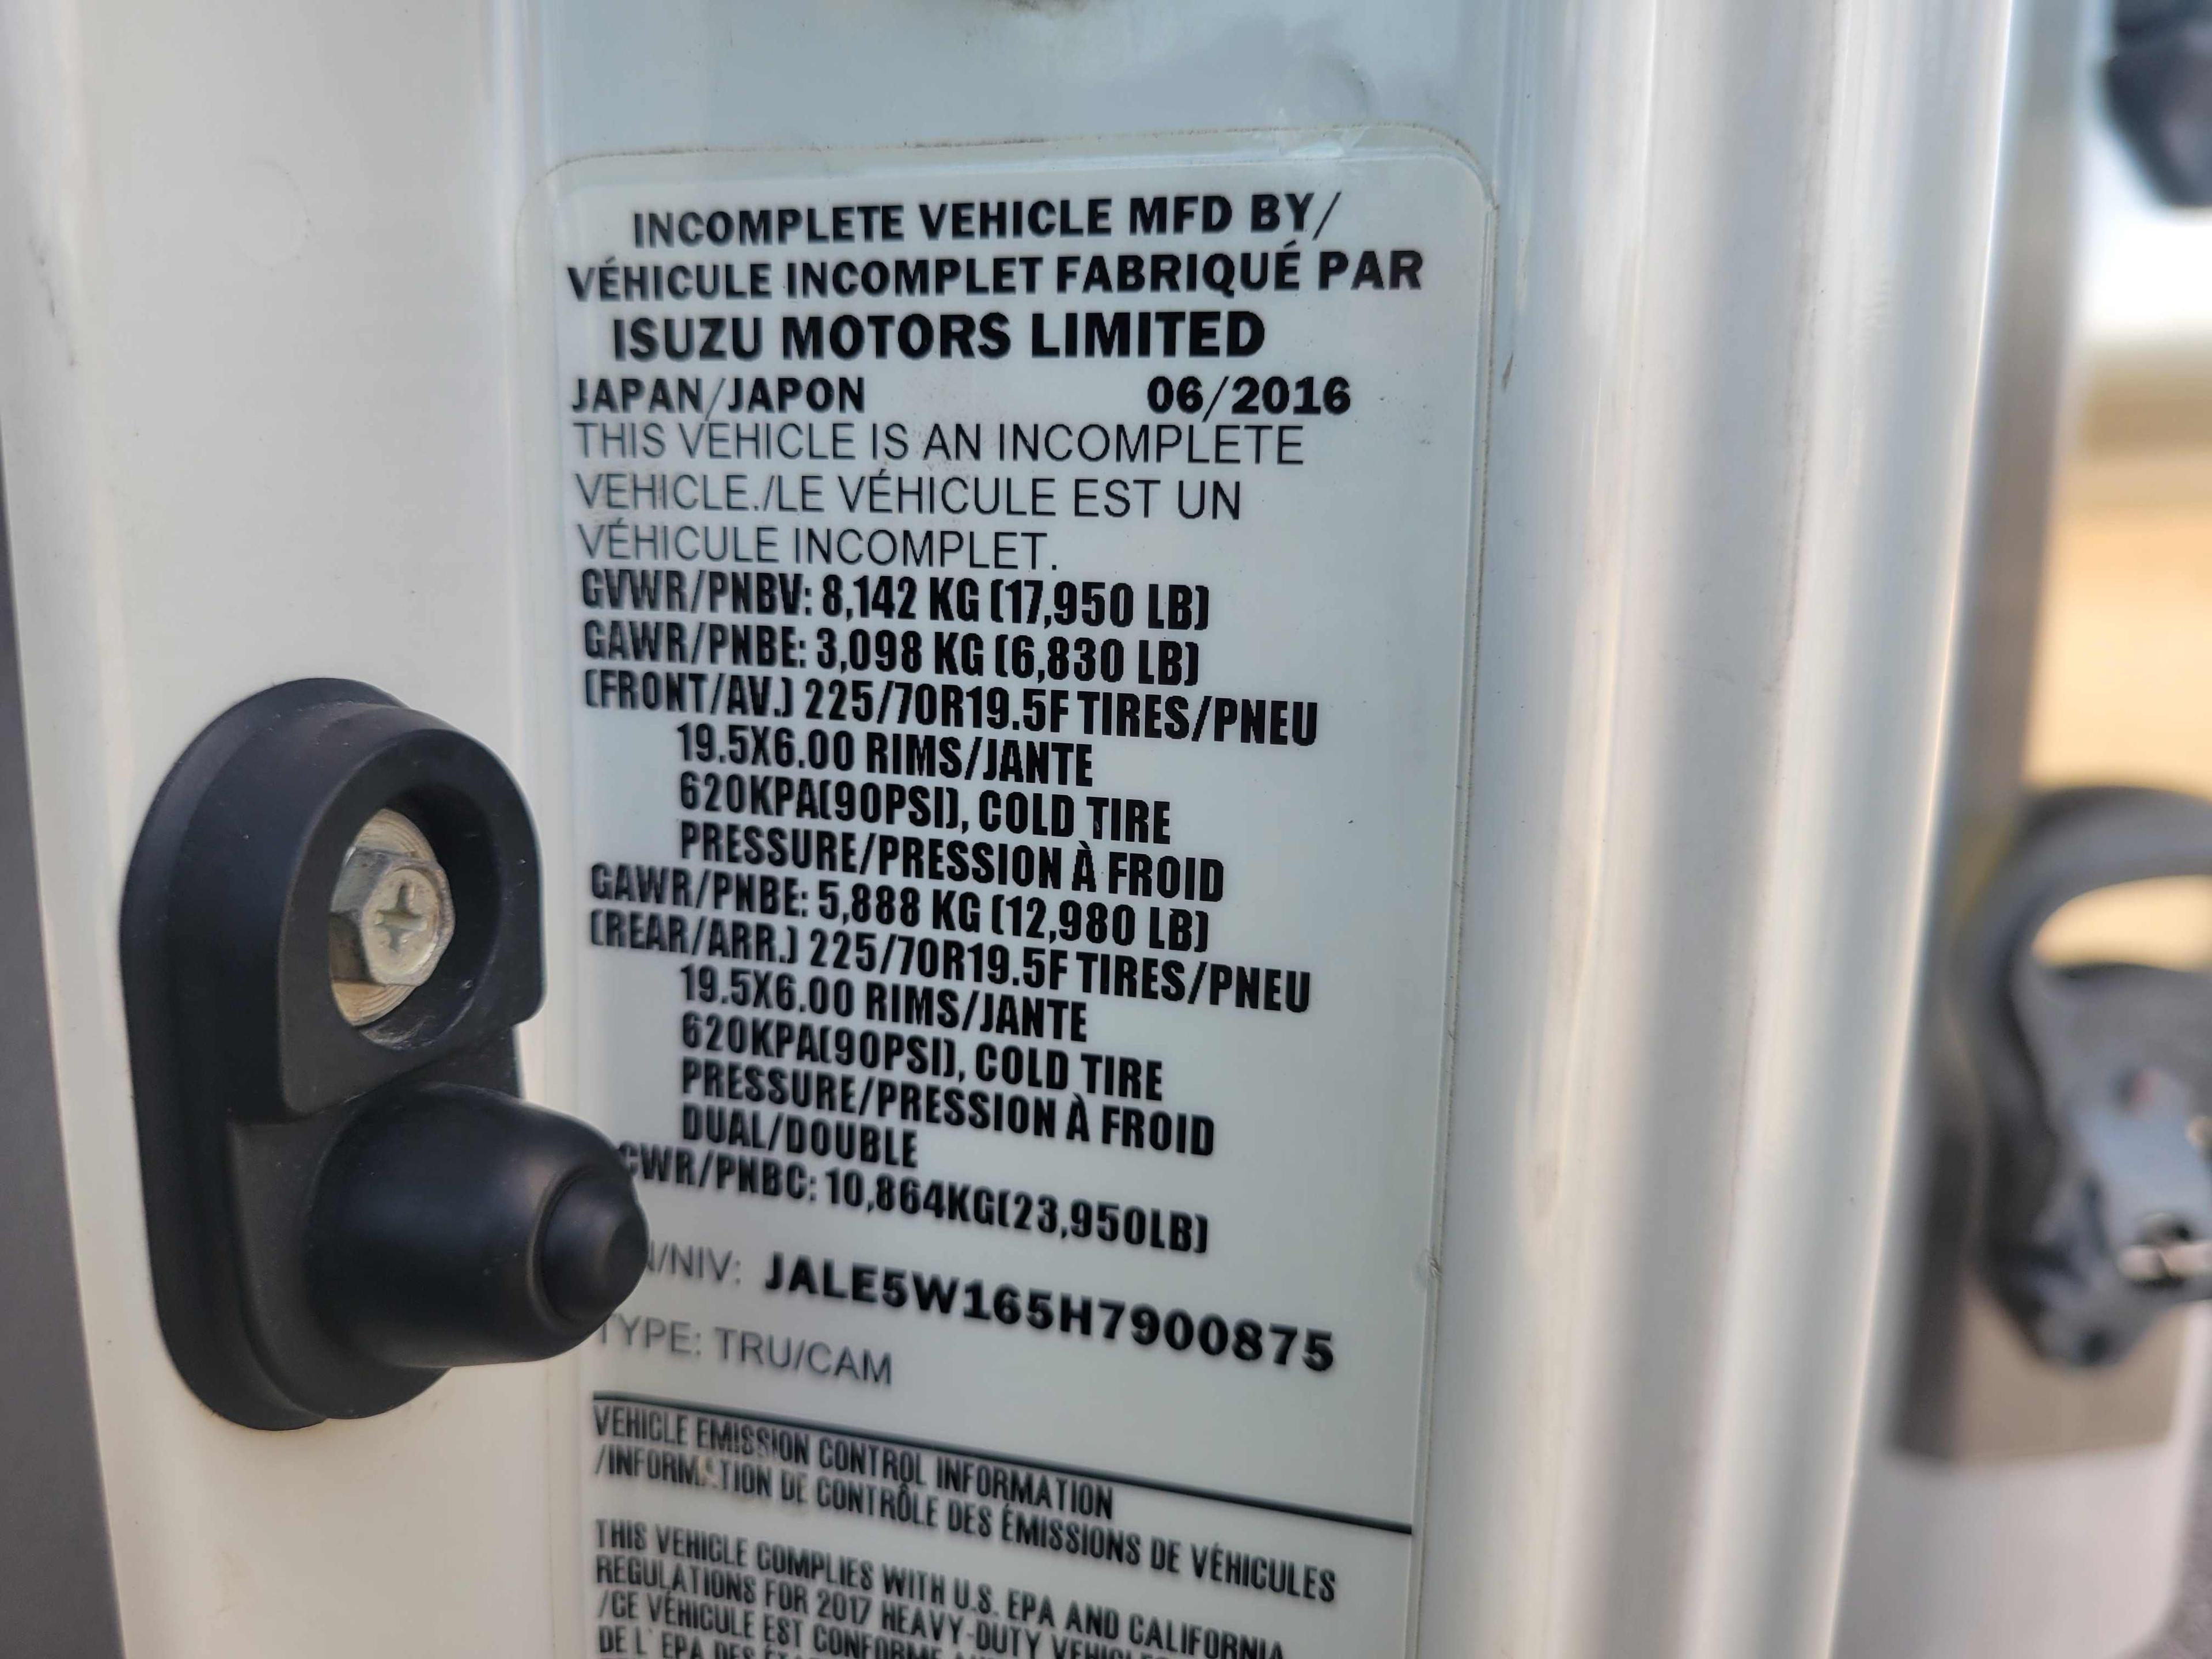 INCOMPLETE VEHICLE MFD BY/
VÉHICULE INCOMPLET FABRIQUÉ PAR
ISUZU MOTORS LIMITED
JAPAN/JAPON 06/2016
THIS VEHICLE IS AN INCOMPLETE
VEHICLE./LE VÉHICULE EST UN
VÉHICULE INCOMPLET.
GVWR/PNBV: 8,142 KG (17,950 LB)
GAWR/PNBE: 3,098 KG (6,830 LB)
(FRONT/AV.) 225/70R19.5F TIRES/PNEU
19.5X6.00 RIMS/JANTE
620KPA(90PSI), COLD TIRE
PRESSURE/PRESSION À FROID
GAWR/PNBE: 5,888 KG (12,980 LB)
(REAR/ARR.) 225/70R19.5F TIRES/PNEU
19.5X6.00 RIMS/JANTE
620KPA(90PSI), COLD TIRE
PRESSURE/PRESSION À FROID
DUAL/DOUBLE
CWR/PNBC: 10,864KG(23,950LB)
/NIV: JALE5W165H7900875
TYPE: TRU/CAM
VEHICLE EMISSION CONTROL INFORMATION
/INFORMATION DE CONTRÔLE DES ÉMISSIONS DE VÉHICULES
THIS VEHICLE COMPLIES WITH U.S. EPA AND CALIFORNIA
REGULATIONS FOR 2017 HEAVY-DUTY
/CE VÉHICULE EST CONFORME
DE L'EPA DES